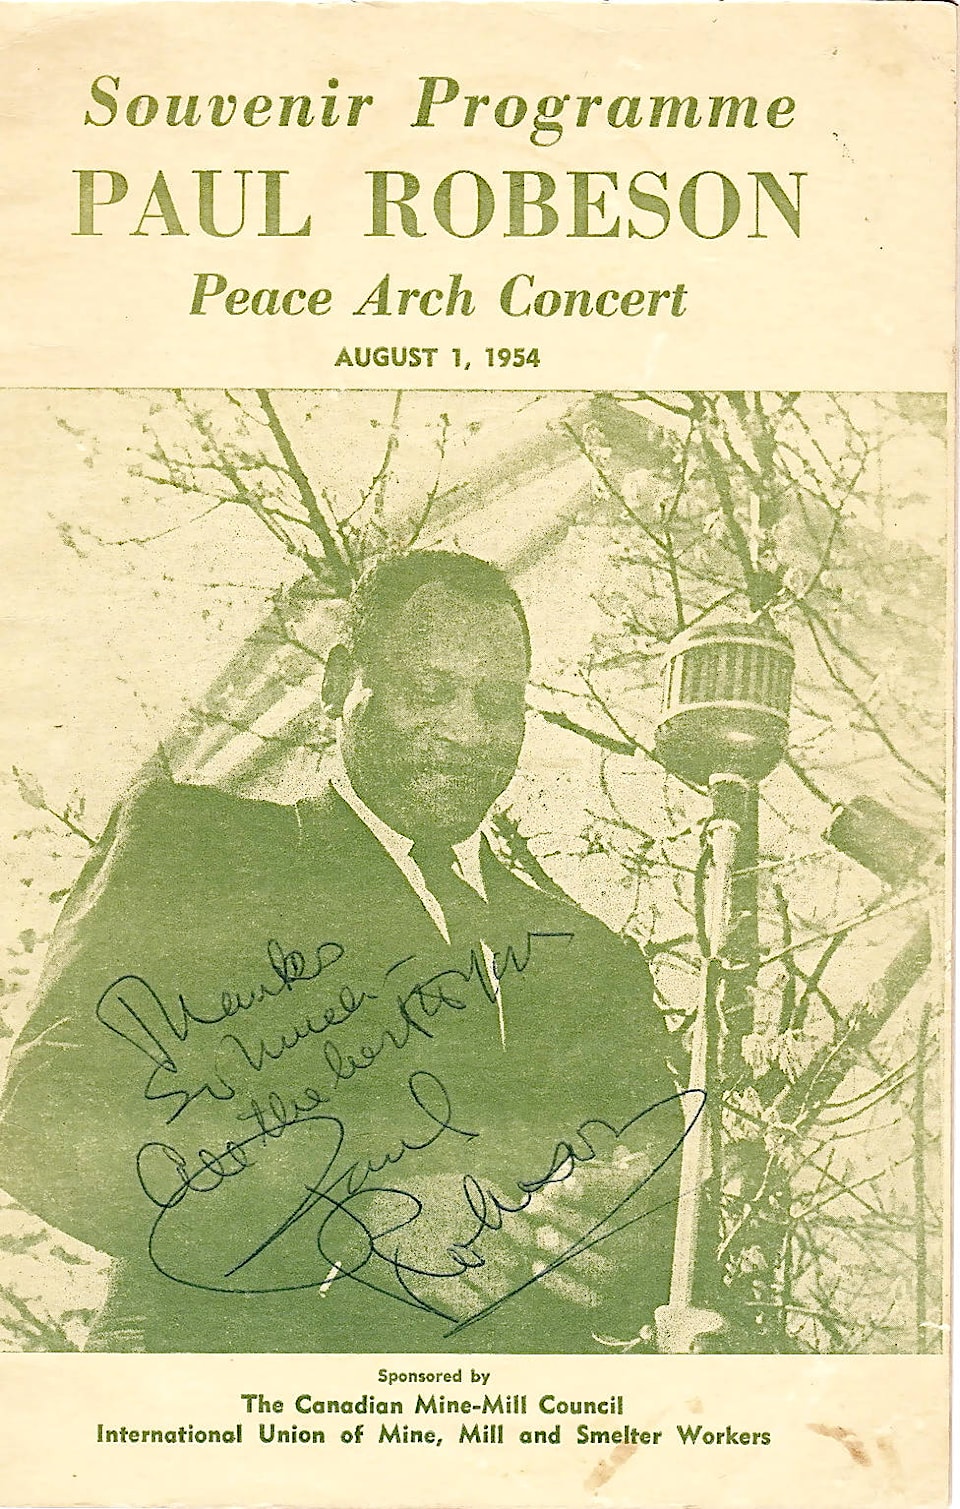 Souvenir Programme
PAUL ROBESON
Peace Arch Concert
AUGUST 1, 1954
Thanks
so much -
All the best to you
Paul
Robeson
Sponsored by
The Canadian Mine-Mill Council
International Union of Mine, Mill and Smelter Workers